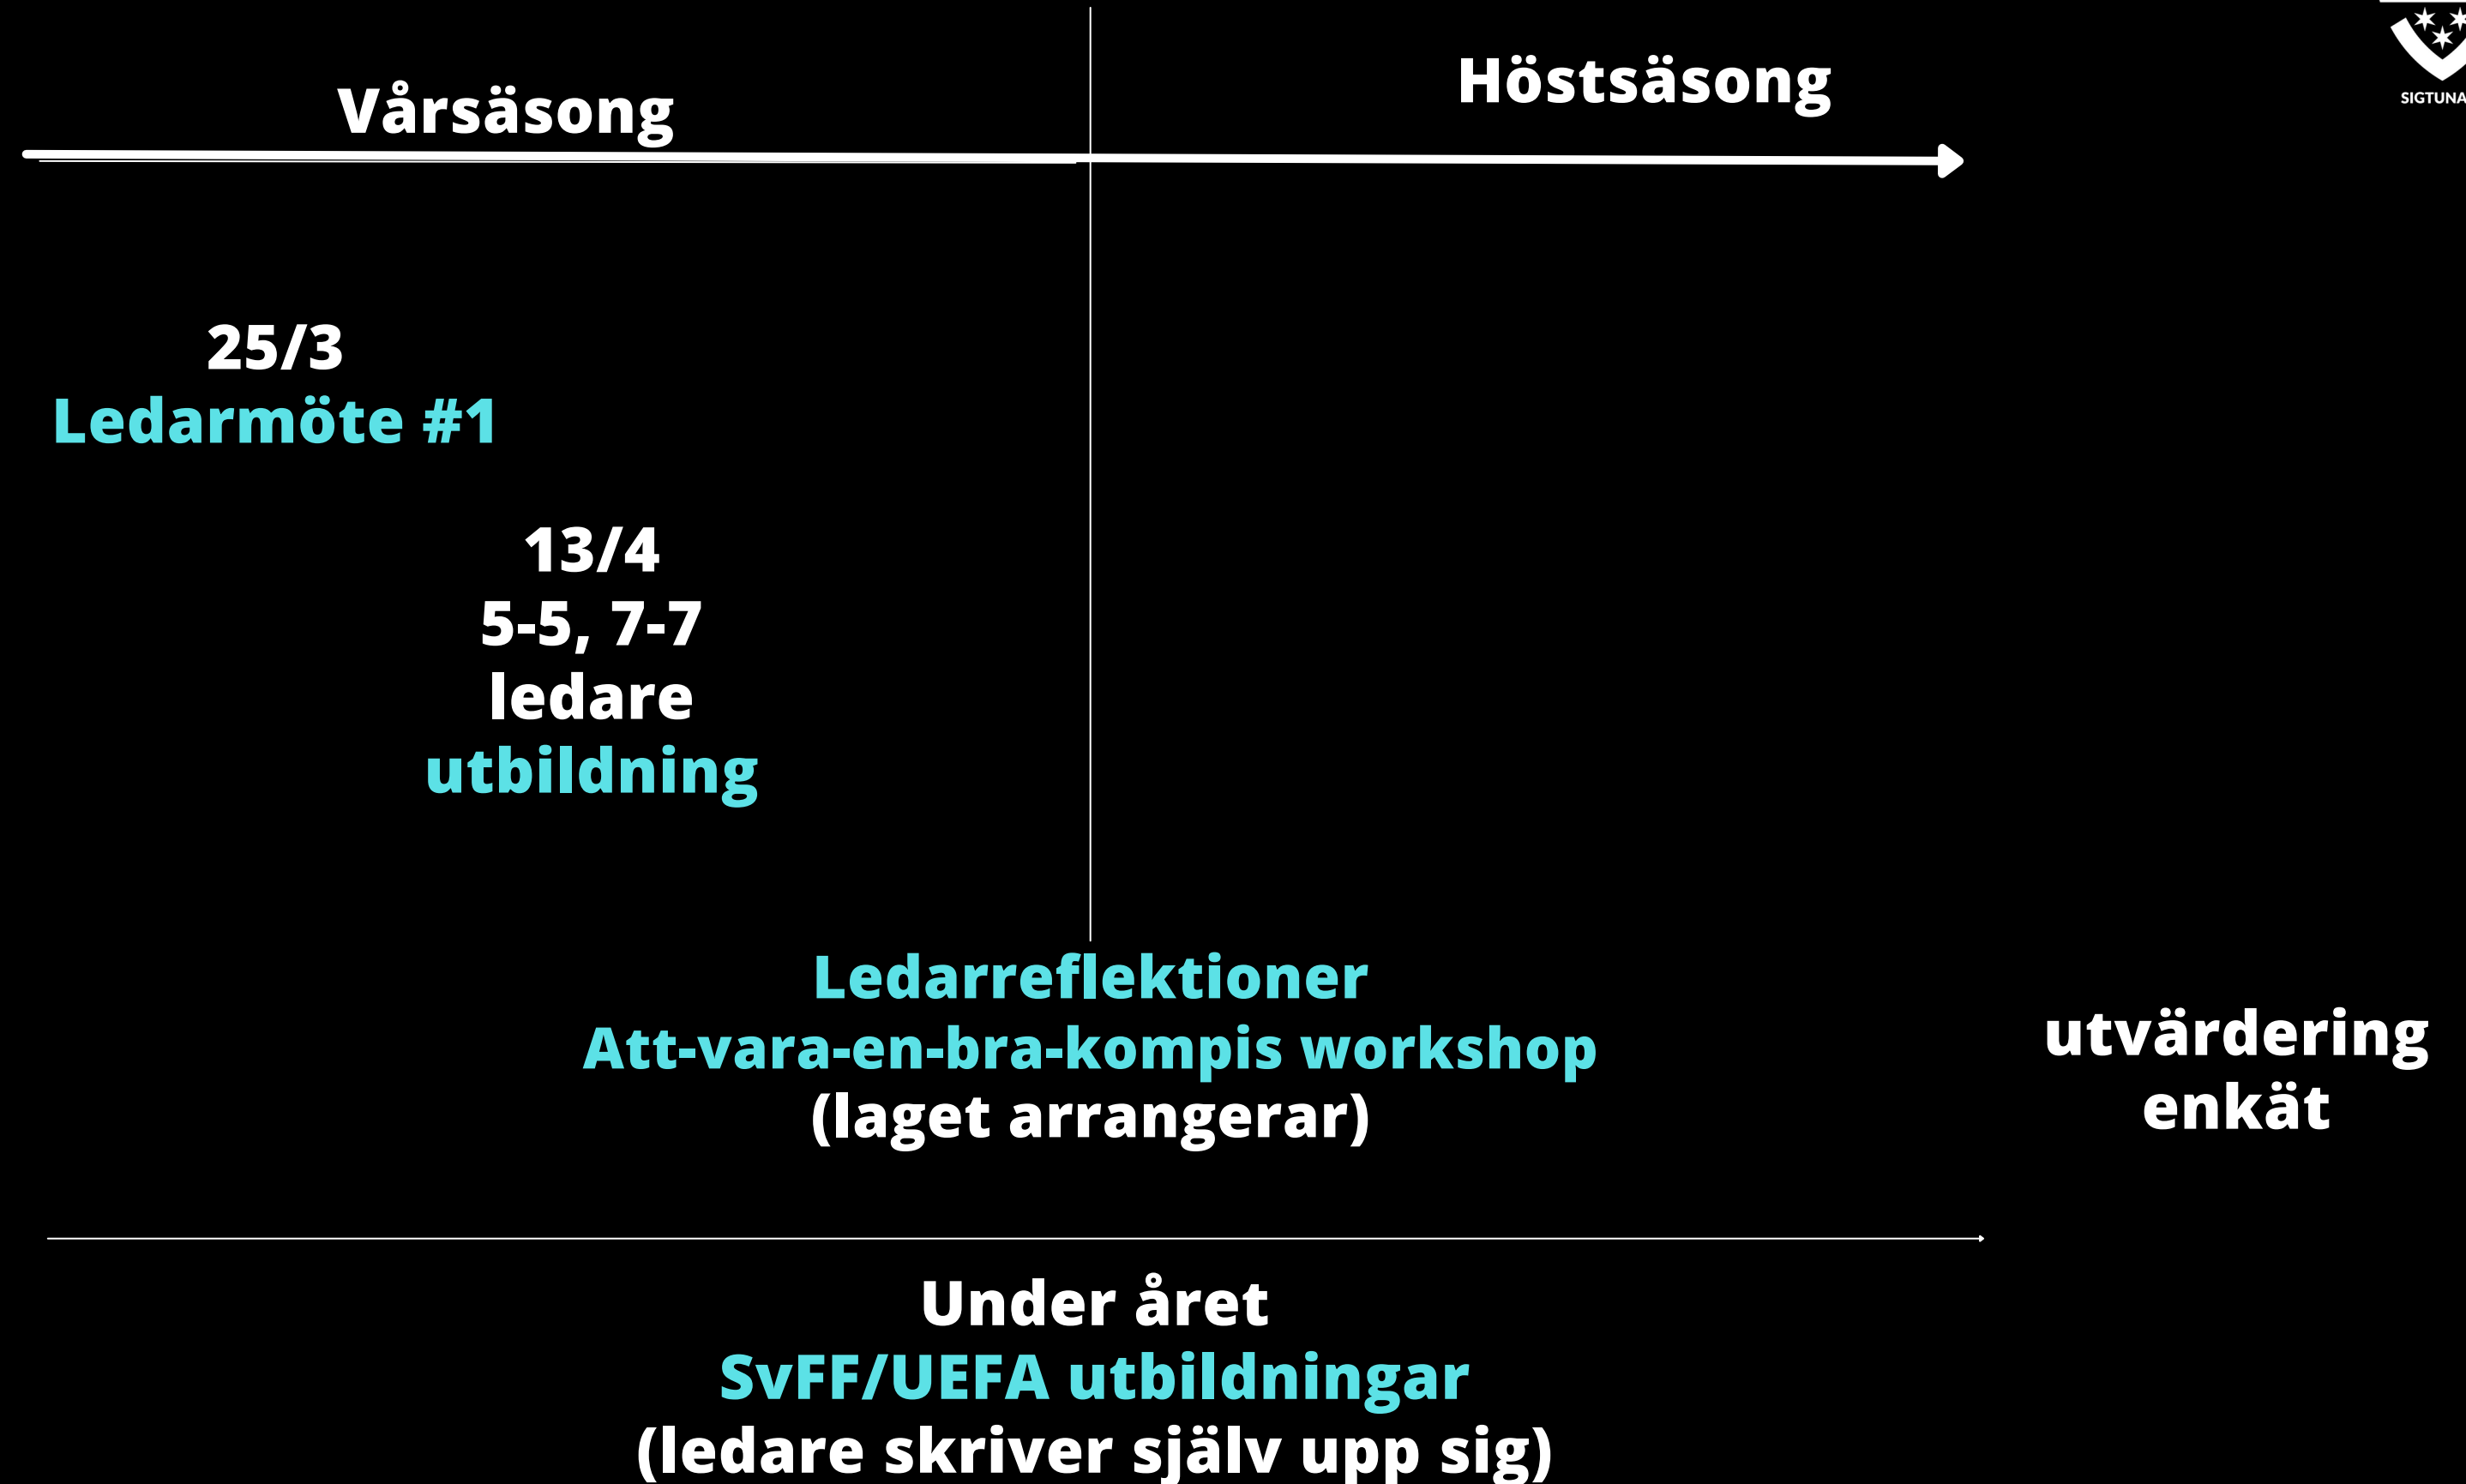 Vårsäsong
Höstsäsong
SIGTUNA
25/3
Ledarmöte #1
13/4
5-5, 7-7
ledare
utbildning
Ledarreflektioner
Att-vara-en-bra-kompis workshop
(laget arrangerar)
utvärdering
enkät
Under året
SvFF/UEFA utbildningar
(ledare skriver själv upp sig)